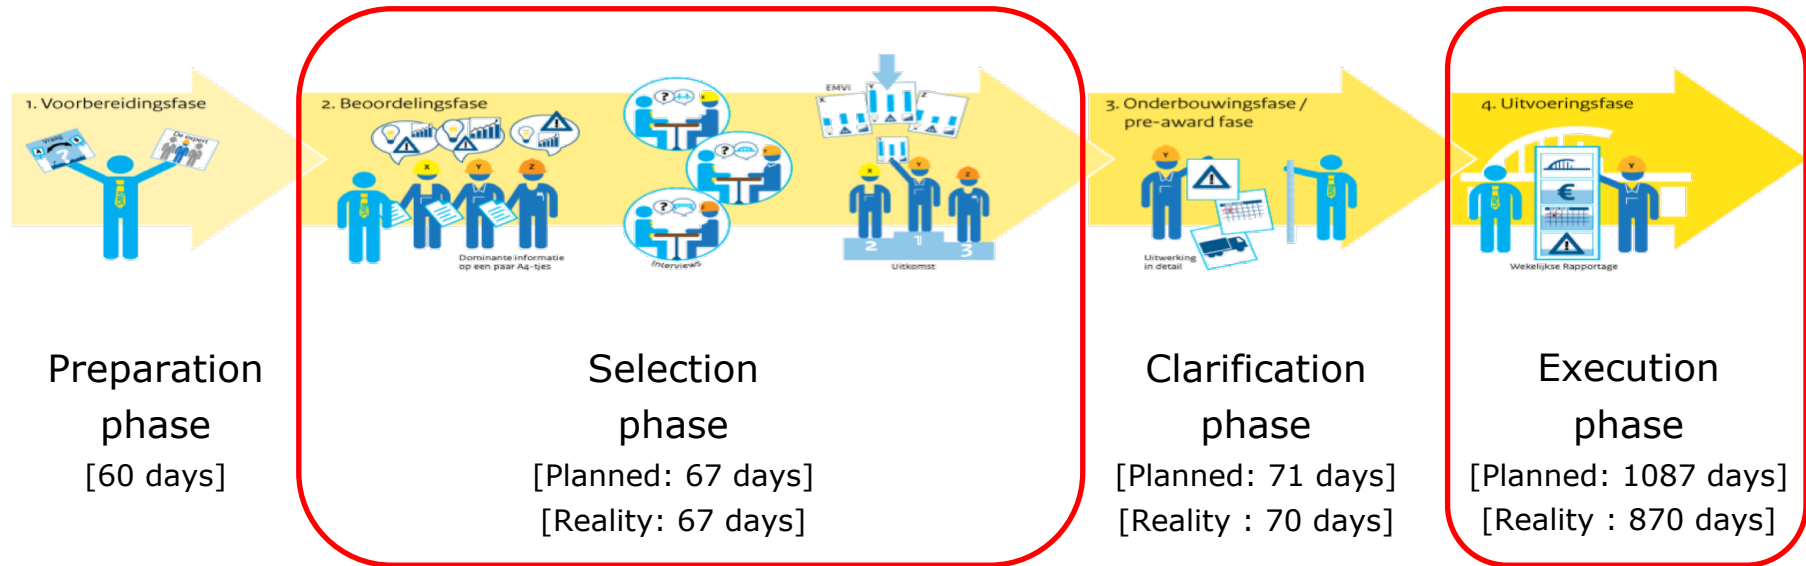 1. Voorbereidingsfase
Vraag
A
B
?
De expert
2. Beoordelingsfase
X
Y
Z
Dominante informatie
op een paar A4-tjes
?
?
?
Interviews
EMVI
X
Y
Z
X
Y
Z
2
1
3
Uitkomst
3. Onderbouwingsfase /
pre-award fase
Y
Uitwerking
in detail
4. Uitvoeringsfase
€
Y
Wekelijkse Rapportage
Preparation
phase
[60 days]
Selection
phase
[Planned: 67 days]
[Reality: 67 days]
Clarification
phase
[Planned: 71 days]
[Reality : 70 days]
Execution
phase
[Planned: 1087 days]
[Reality : 870 days]